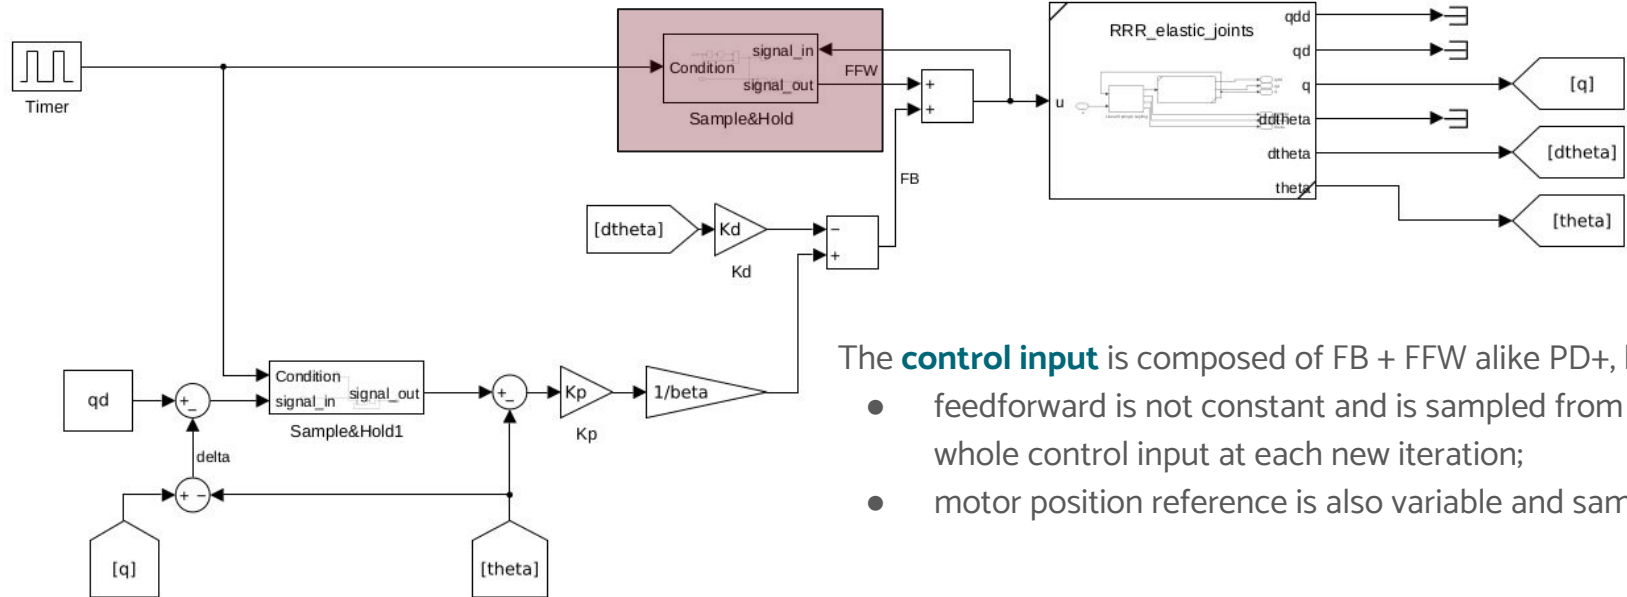 Timer
Condition
signal_in
signal_out
Sample&Hold
FFW
+
+
RRR_elastic_joints
u
qdd
qd
q
ddtheta
dtheta
theta
[q]
[dtheta]
[theta]
FB
[dtheta]
Kd
Kd
−
+
qd
+
−
Condition
signal_in
signal_out
Sample&Hold1
+
−
Kp
Kp
1/beta
delta
+ −
[q]
[theta]
The control input is composed of FB + FFW alike PD+,
● feedforward is not constant and is sampled from
whole control input at each new iteration;
● motor position reference is also variable and sam